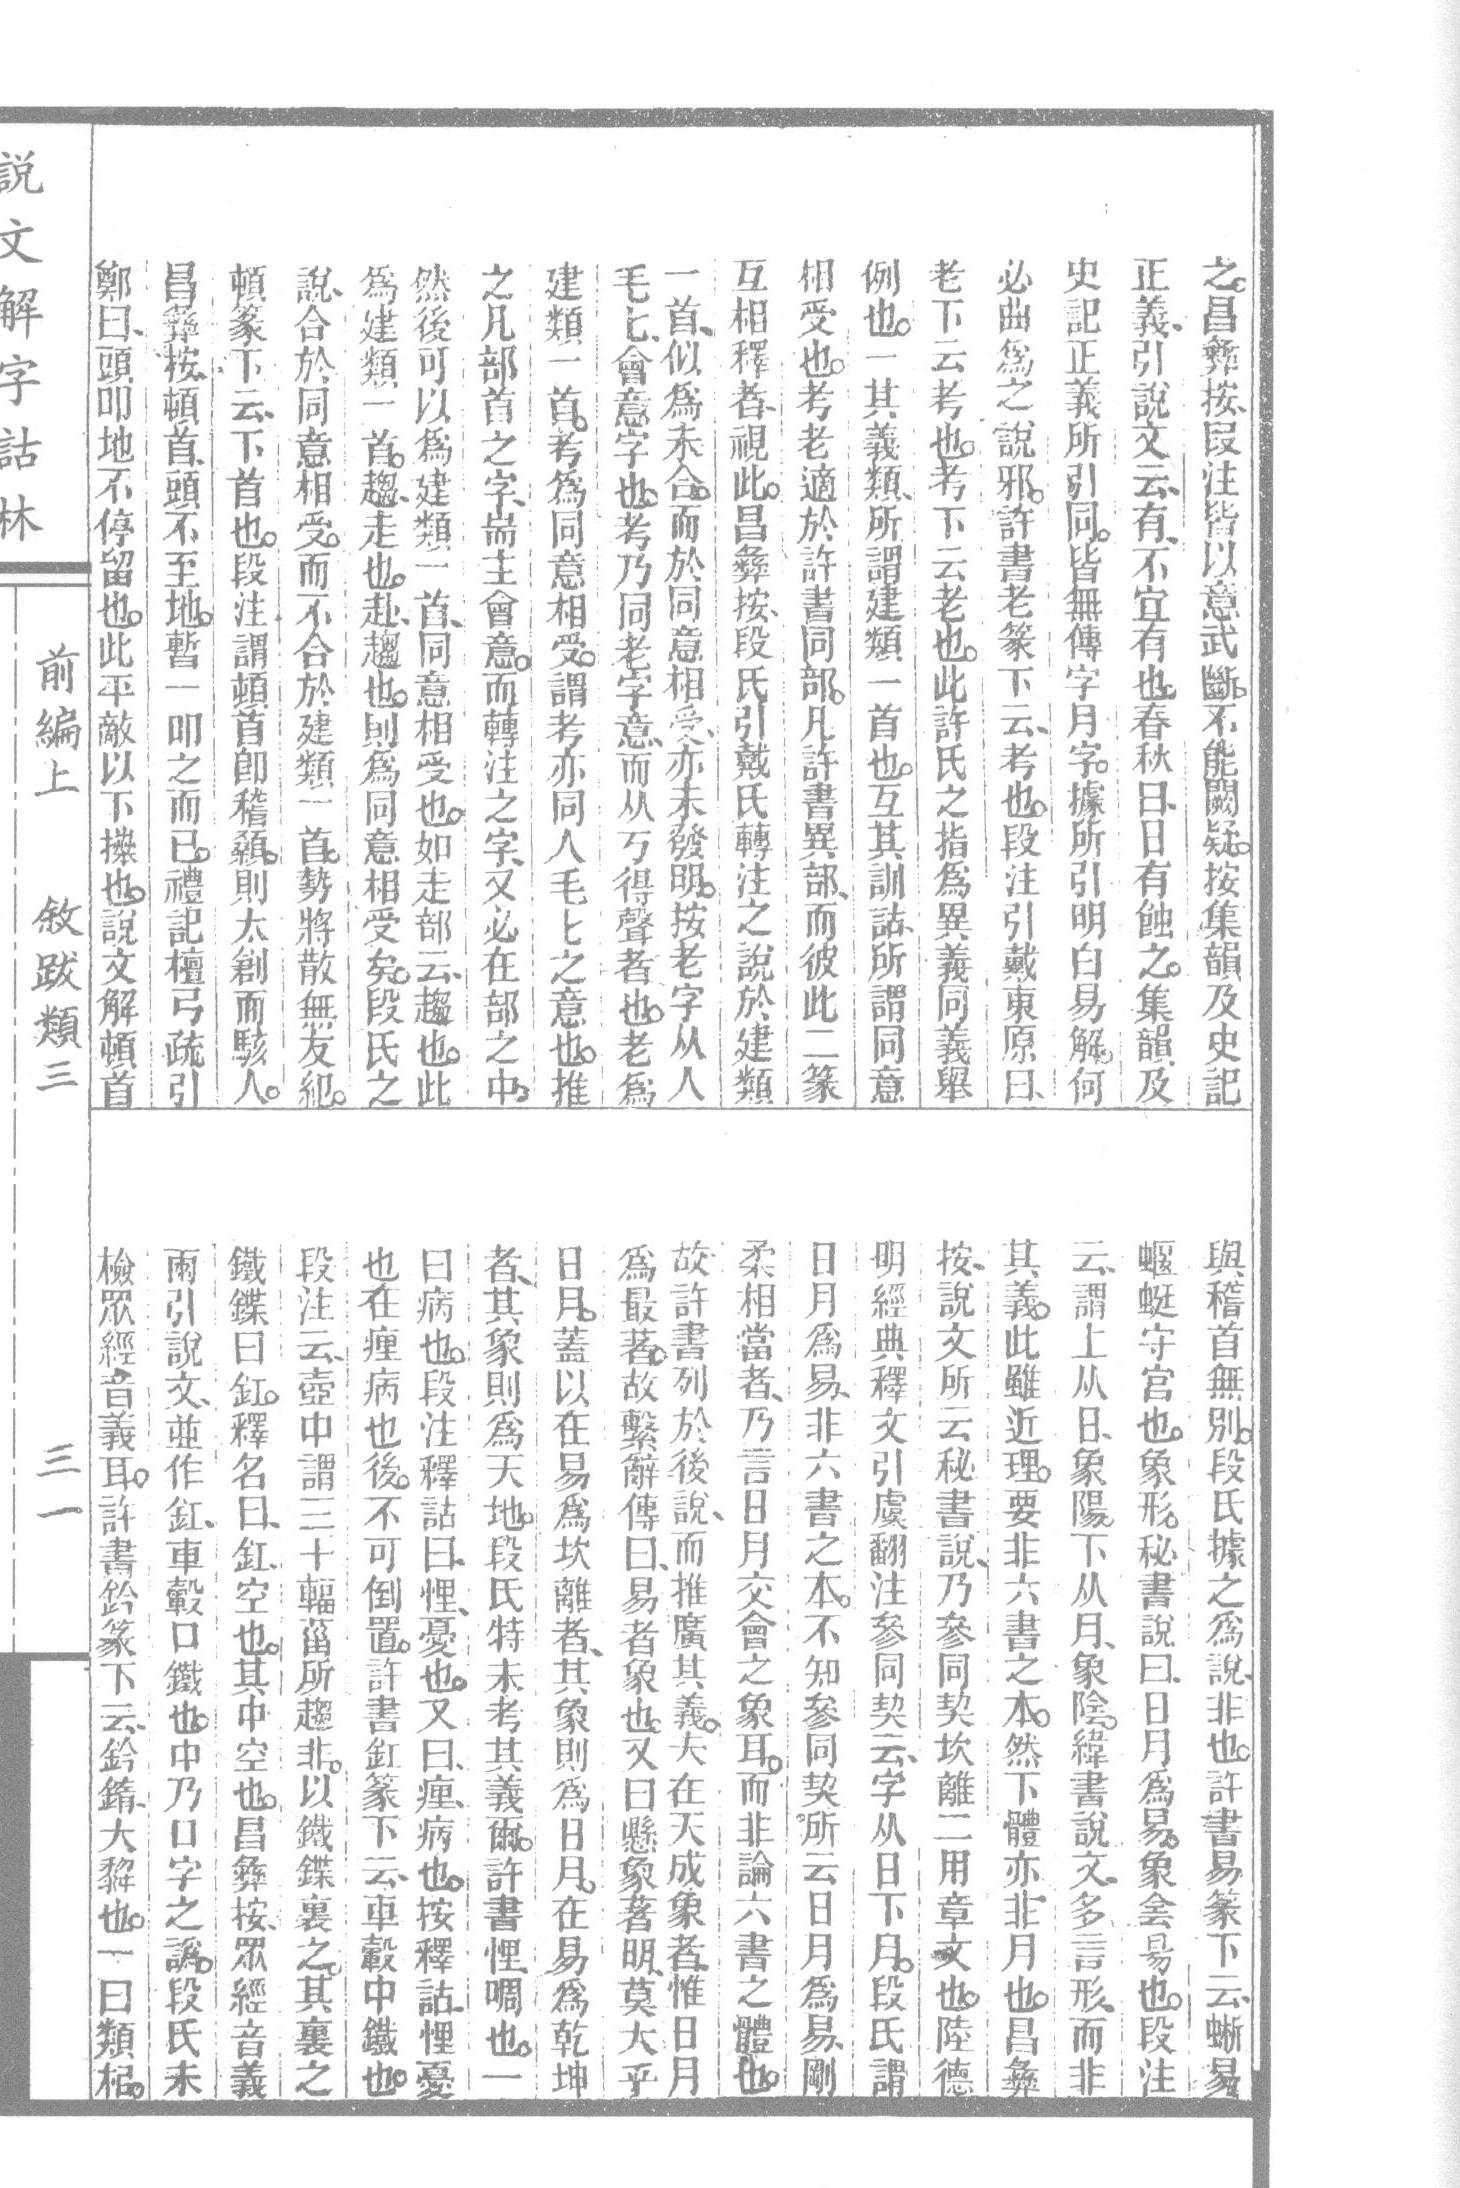 之。昌彝按、段注皆以意武斷。不能闕疑。按集韻及史記
正義、引說文云、有、不宜有也。春秋曰、日有蝕之。集韻及
史記正義所引同。皆無傳字月字。據所引明白易解。何
必曲爲之說邪。許書老篆下云、考也。段注引戴東原曰、
老下云考也。考下云老也。此許氏之指爲異義同義舉
例也。一其義類、所謂建類一首也。互其訓詁、所謂同意
相受也。考老適於許書同部。凡許書異部、而彼此二篆
互相釋者、視此。昌彝按、段氏引戴氏轉注之說於建類
一首、似爲未合。而於同意相受、亦未發明。按老字从人
毛匕、會意字也。考乃同老字意、而从丂得聲者也。老爲
建類一首。考爲同意相受。謂考亦同人毛匕之意也。推
之凡部首之字、耑主會意。而轉注之字、又必在部之中、
然後可以爲建類一首、同意相受也。如走部云、趨也。此
爲建類一首。趨、走也。赴、趨也。則爲同意相受矣。段氏之
說、合於同意相受。而不合於建類一首。勢將散無友紀。
頓篆下云、下首也。段注謂頓首卽稽顙。則太創而駭人。
昌彝按、頓首、頭不至地。暫一叩之而已。禮記檀弓疏引
鄭曰、頭叩地不停留也。此平敵以下攈也。說文解頓首
與稽首無別。段氏據之爲說、非也。許書易篆下云、蜥易
蝘蜓守宮也。象形。秘書說曰、日月爲易。象侌昜也。段注
云、謂上从日、象陽。下从月、象陰。緯書說文、多言形、而非
其義。此雖近理。要非六書之本。然下體亦非月也。昌彝
按、說文所云秘書說、乃參同契坎離二用章文也。陸德
明經典釋文引虞翻注參同契云、字从日下月。段氏謂
日月爲易、非六書之本。不知參同契所云日月爲易、剛
柔相當者、乃言日月交會之象耳。而非論六書之體也。
故許書列於後說、而推廣其義。夫在天成象者、惟日月
爲最著。故繫辭傳曰、易者象也。又曰懸象著明、莫大乎
日月。蓋以在易爲坎離者、其象則爲日月。在易爲乾坤
者、其象則爲天地。段氏特未考其義爾。許書悝、啁也。一
曰病也。段注釋詁曰、悝、憂也。又曰、瘽、病也。按釋詁、悝憂
也在瘽病也後。不可倒置。許書釭篆下云、車轂中鐵也。
段注云、壺中謂三十輻菑所趨非。以鐵鍱裏之。其裏之
鐵鍱曰釭。釋名曰、釭、空也。其中空也。昌彝按、眾經音義
兩引說文、並作釭、車轂口鐵也。中乃口字之譌。段氏未
檢眾經音義耳。許書鈐篆下云、鈐䥯、大犂也。一曰類耜。
說文解字詁林
前編上　敘跋類三
三一